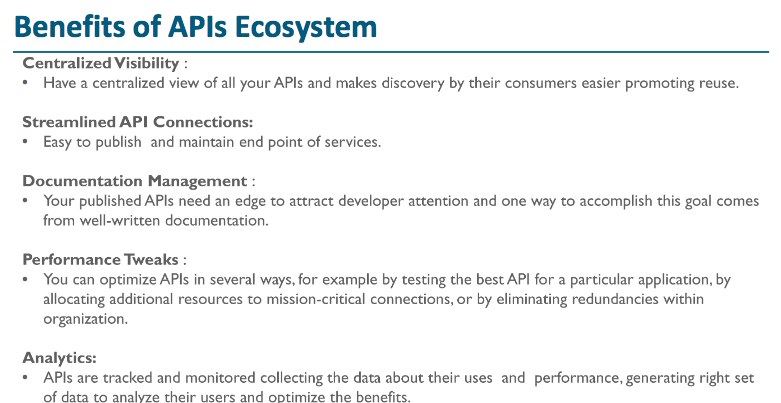 Benefits of APIs Ecosystem
Centralized Visibility :
• Have a centralized view of all your APIs and makes discovery by their consumers easier promoting reuse.
Streamlined API Connections:
• Easy to publish and maintain end point of services.
Documentation Management :
• Your published APIs need an edge to attract developer attention and one way to accomplish this goal comes
from well-written documentation.
Performance Tweaks :
• You can optimize APIs in several ways, for example by testing the best API for a particular application, by
allocating additional resources to mission-critical connections, or by eliminating redundancies within
organization.
Analytics:
• APIs are tracked and monitored collecting the data about their uses and performance, generating right set
of data to analyze their users and optimize the benefits.